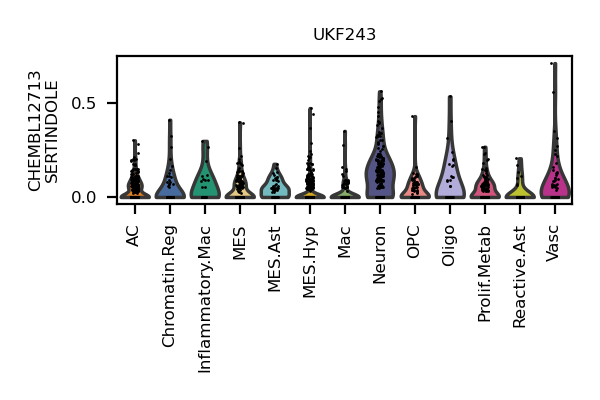 UKF243
CHEMBL12713
SERTINDOLE
0.5
0.0
AC
Chromatin.Reg
Inflammatory.Mac
MES
MES.Ast
MES.Hyp
Mac
Neuron
OPC
Oligo
Prolif.Metab
Reactive.Ast
Vasc